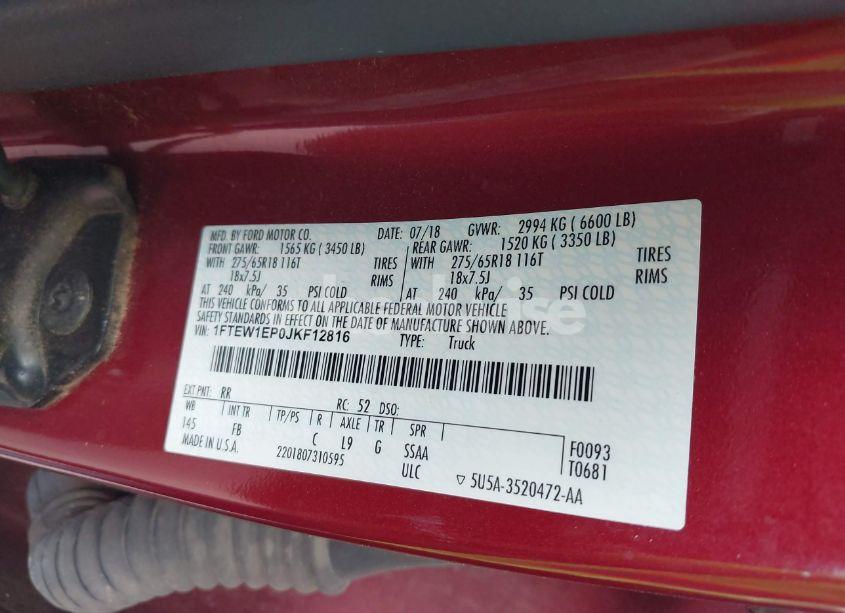 MFD. BY FORD MOTOR CO. DATE: 07/18 GVWR: 2994 KG ( 6600 LB)
FRONT GAWR: 1565 KG ( 3450 LB) REAR GAWR: 1520 KG ( 3350 LB)
WITH 275/65R18 116T TIRES WITH 275/65R18 116T TIRES
18x7.5J RIMS 18x7.5J RIMS
AT 240 kPa/ 35 PSI COLD AT 240 kPa/ 35 PSI COLD
THIS VEHICLE CONFORMS TO ALL APPLICABLE FEDERAL MOTOR VEHICLE
SAFETY STANDARDS IN EFFECT ON THE DATE OF MANUFACTURE SHOWN ABOVE.
VIN: 1FTEW1EP0JKF12816 TYPE: Truck
EXT PNT: RR RC: 52 DSO:
WB INT TR TP/PS R AXLE TR SPR
145 FB C L9 G SSAA F0093
MADE IN U.S.A. 2201807310595 ULC T0681
▽ 5U5A-3520472-AA